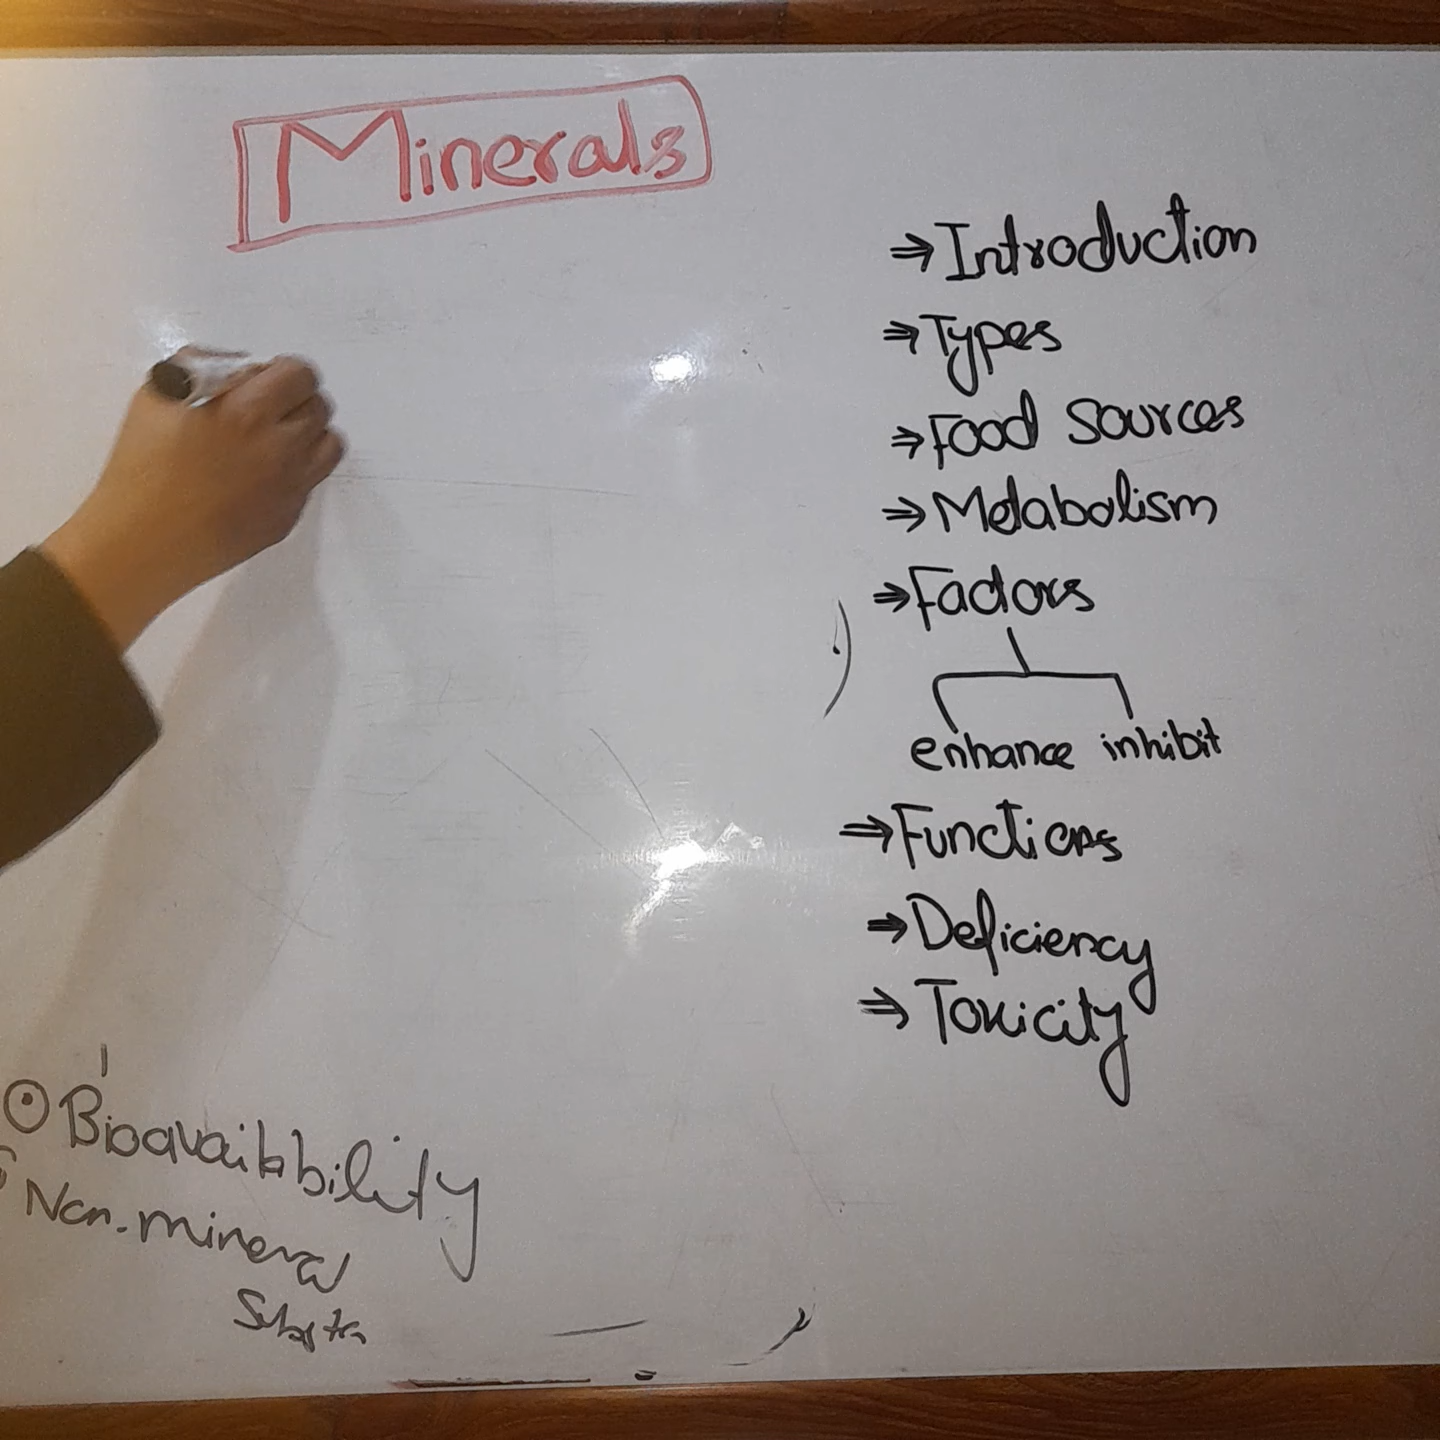 Minerals
⇒ Introduction
⇒ Types
⇒ Food Sources
⇒ Metabolism
⇒ Factors
enhance inhibit
⇒ Functions
⇒ Deficiency
⇒ Toxicity
Bioavailability
Non-mineral